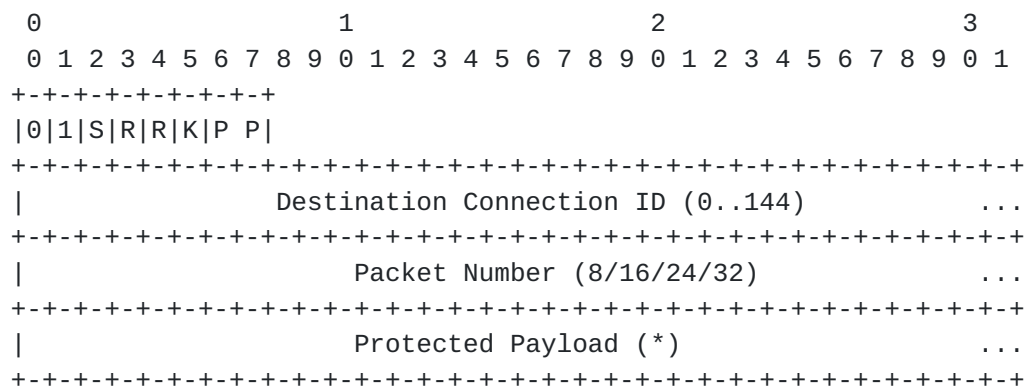 0                   1                   2                   3
 0 1 2 3 4 5 6 7 8 9 0 1 2 3 4 5 6 7 8 9 0 1 2 3 4 5 6 7 8 9 0 1
+-+-+-+-+-+-+-+-+
|0|1|S|R|R|K|P P|
+-+-+-+-+-+-+-+-+-+-+-+-+-+-+-+-+-+-+-+-+-+-+-+-+-+-+-+-+-+-+-+-+
|                Destination Connection ID (0..144)           ...
+-+-+-+-+-+-+-+-+-+-+-+-+-+-+-+-+-+-+-+-+-+-+-+-+-+-+-+-+-+-+-+-+
|                     Packet Number (8/16/24/32)              ...
+-+-+-+-+-+-+-+-+-+-+-+-+-+-+-+-+-+-+-+-+-+-+-+-+-+-+-+-+-+-+-+-+
|                     Protected Payload (*)                   ...
+-+-+-+-+-+-+-+-+-+-+-+-+-+-+-+-+-+-+-+-+-+-+-+-+-+-+-+-+-+-+-+-+